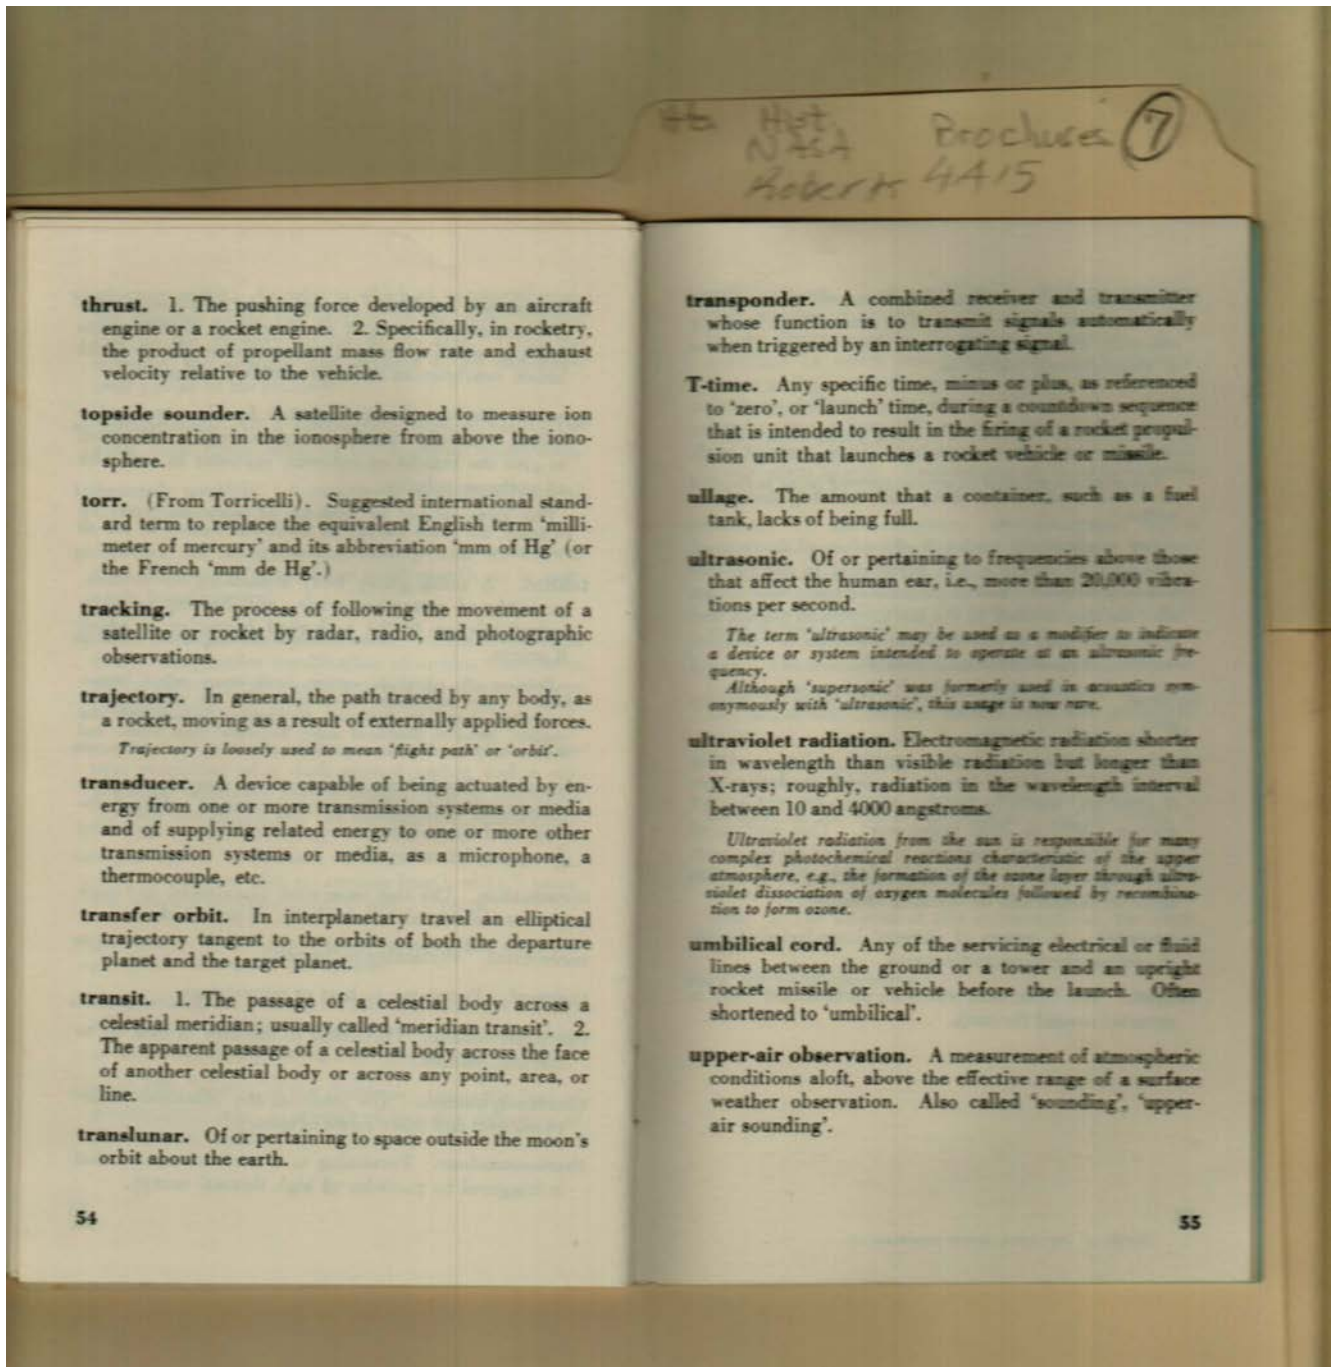 Hist
NASA
Brochures 7
Roberts 4415
thrust. 1. The pushing force developed by an aircraft
engine or a rocket engine. 2. Specifically, in rocketry,
the product of propellant mass flow rate and exhaust
velocity relative to the vehicle.
topside sounder. A satellite designed to measure ion
concentration in the ionosphere from above the iono-
sphere.
torr. (From Torricelli). Suggested international stand-
ard term to replace the equivalent English term 'milli-
meter of mercury' and its abbreviation 'mm of Hg' (or
the French 'mm de Hg'.)
tracking. The process of following the movement of a
satellite or rocket by radar, radio, and photographic
observations.
trajectory. In general, the path traced by any body, as
a rocket, moving as a result of externally applied forces.
Trajectory is loosely used to mean 'flight path' or 'orbit'.
transducer. A device capable of being actuated by en-
ergy from one or more transmission systems or media
and of supplying related energy to one or more other
transmission systems or media, as a microphone, a
thermocouple, etc.
transfer orbit. In interplanetary travel an elliptical
trajectory tangent to the orbits of both the departure
planet and the target planet.
transit. 1. The passage of a celestial body across a
celestial meridian; usually called 'meridian transit'. 2.
The apparent passage of a celestial body across the face
of another celestial body or across any point, area, or
line.
translunar. Of or pertaining to space outside the moon's
orbit about the earth.
54
transponder. A combined receiver and transmitter
whose function is to transmit signals automatically
when triggered by an interrogating signal.
T-time. Any specific time, minus or plus, as referenced
to 'zero', or 'launch' time, during a countdown sequence
that is intended to result in the firing of a rocket propul-
sion unit that launches a rocket vehicle or missile.
ullage. The amount that a container, such as a fuel
tank, lacks of being full.
ultrasonic. Of or pertaining to frequencies above those
that affect the human ear, i.e., more than 20,000 vibra-
tions per second.
The term 'ultrasonic' may be used as a modifier to indicate
a device or system intended to operate at an ultrasonic fre-
quency.
Although 'supersonic' was formerly used in acoustics syn-
onymously with 'ultrasonic', this usage is now rare.
ultraviolet radiation. Electromagnetic radiation shorter
in wavelength than visible radiation but longer than
X-rays; roughly, radiation in the wavelength interval
between 10 and 4000 angstroms.
Ultraviolet radiation from the sun is responsible for many
complex photochemical reactions characteristic of the upper
atmosphere, e.g., the formation of the ozone layer through ultra-
violet dissociation of oxygen molecules followed by recombina-
tion to form ozone.
umbilical cord. Any of the servicing electrical or fluid
lines between the ground or a tower and an upright
rocket missile or vehicle before the launch. Often
shortened to 'umbilical'.
upper-air observation. A measurement of atmospheric
conditions aloft, above the effective range of a surface
weather observation. Also called 'sounding', 'upper-
air sounding'.
55